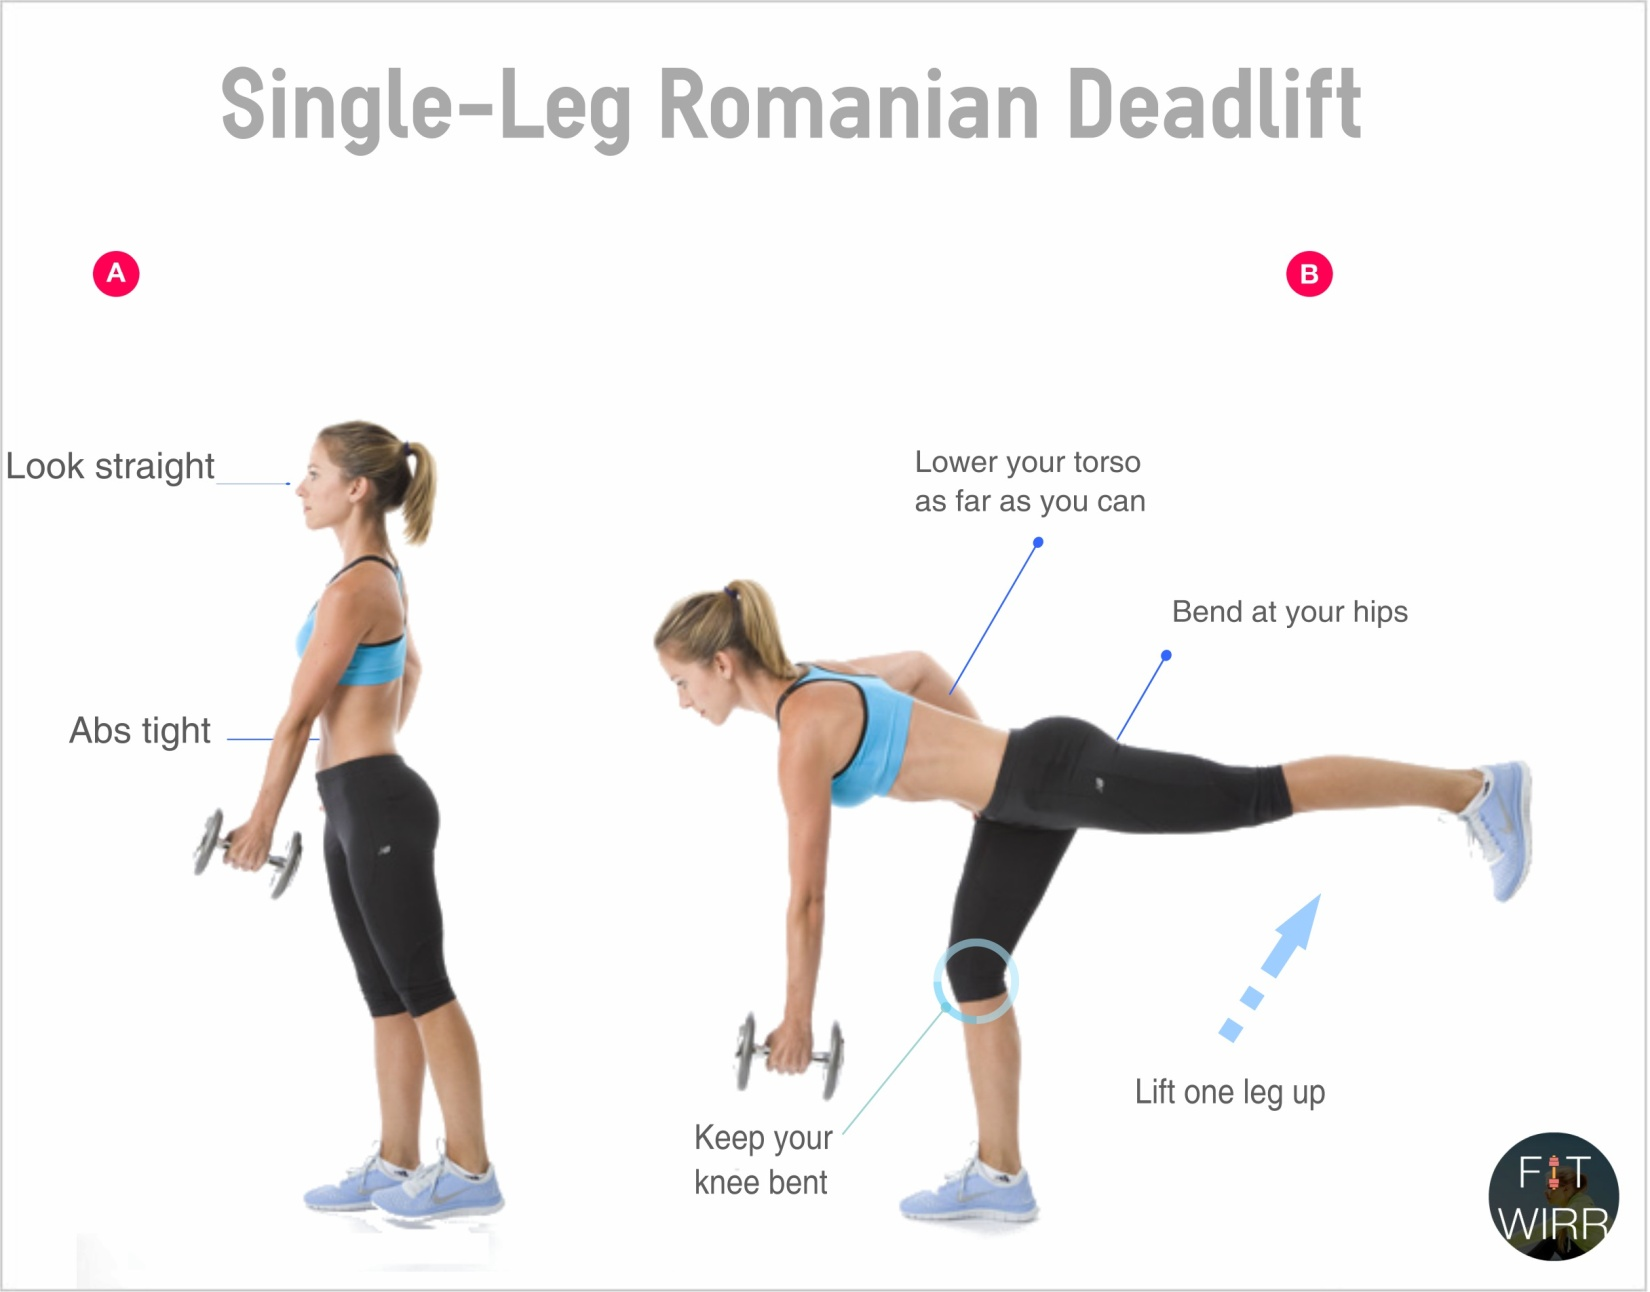 Single-Leg Romanian Deadlift
A
B
Look straight
Abs tight
Lower your torso
as far as you can
Bend at your hips
Keep your
knee bent
Lift one leg up
FIT
WIRR